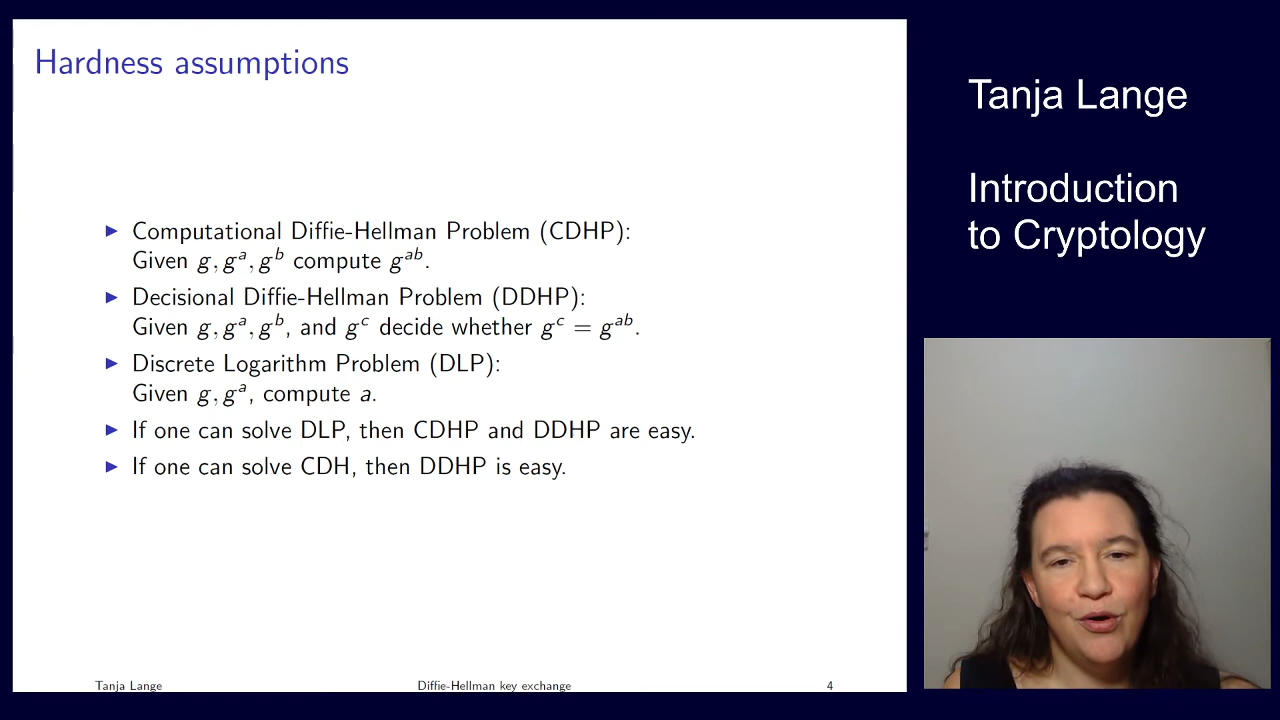 Hardness assumptions
▶ Computational Diffie-Hellman Problem (CDHP):
Given g, g^a, g^b compute g^ab.
▶ Decisional Diffie-Hellman Problem (DDHP):
Given g, g^a, g^b, and g^c decide whether g^c = g^ab.
▶ Discrete Logarithm Problem (DLP):
Given g, g^a, compute a.
▶ If one can solve DLP, then CDHP and DDHP are easy.
▶ If one can solve CDH, then DDHP is easy.
Tanja Lange
Diffie-Hellman key exchange
4
Tanja Lange
Introduction
to Cryptology